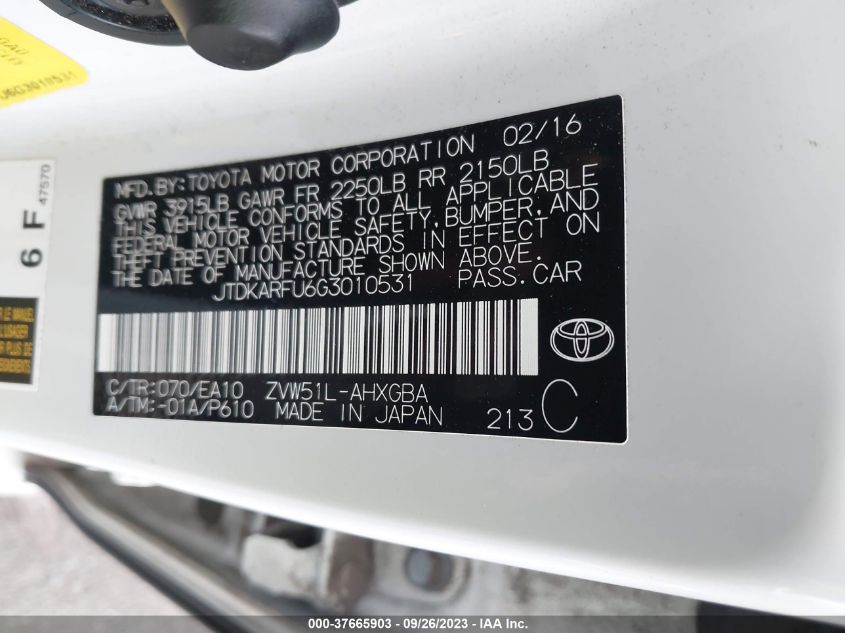 U6G3010531
6 F
47570
02/16
MFD.BY:TOYOTA MOTOR CORPORATION
GVWR 3915LB GAWR FR 2250LB RR 2150LB
THIS VEHICLE CONFORMS TO ALL APPLICABLE
FEDERAL MOTOR VEHICLE SAFETY,BUMPER,AND
THEFT PREVENTION STANDARDS IN EFFECT ON
THE DATE OF MANUFACTURE SHOWN ABOVE.
JTDKARFU6G3010531 PASS.CAR
C/TR:070/EA10 ZVW51L-AHXGBA
A/TM:-01A/P610 MADE IN JAPAN 213 C
000-37665903 - 09/26/2023 - IAA Inc.